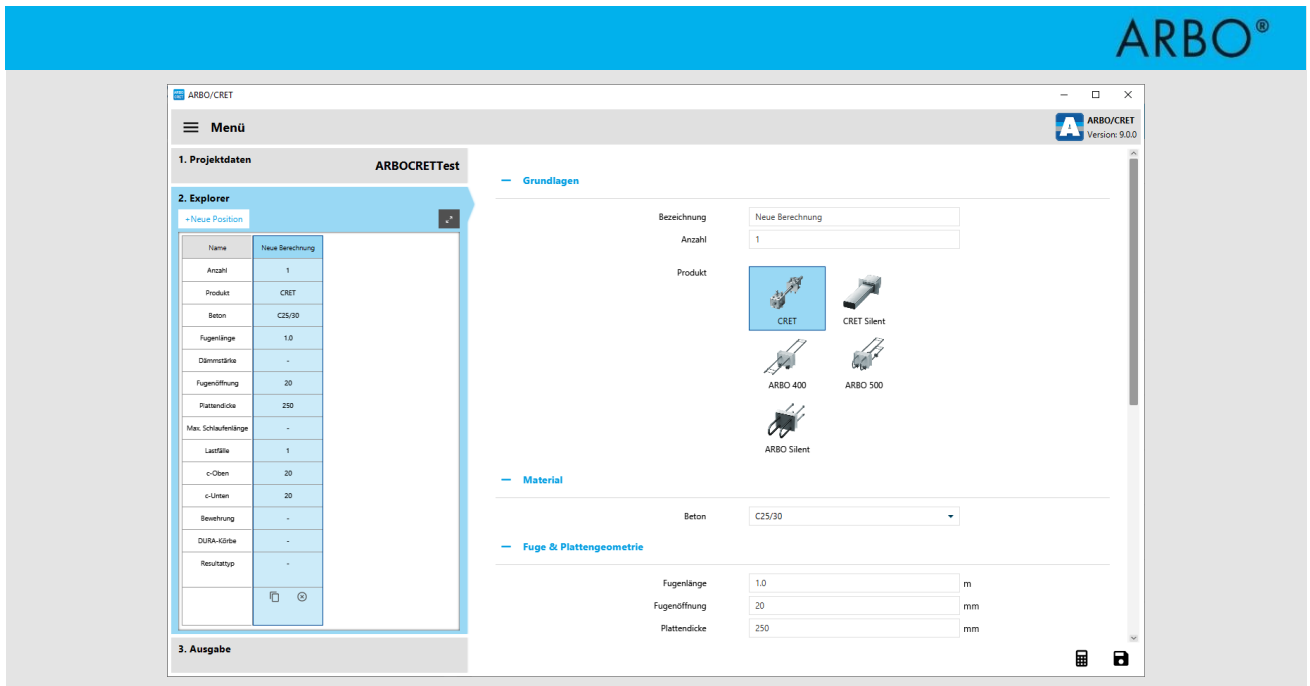 ARBO®
ARBO/CRET
Menü
ARBO/CRET
Version: 9.0.0
1. Projektdaten
ARBOCRETTest
2. Explorer
+Neue Position
Name Neue Berechnung
Anzahl 1
Produkt CRET
Beton C25/30
Fugenlänge 1.0
Dämmstärke -
Fugenöffnung 20
Plattendicke 250
Max. Schlaufenlänge -
Lastfälle 1
c-Oben 20
c-Unten 20
Bewehrung -
DURA-Körbe -
Resultattyp -
3. Ausgabe
Grundlagen
Bezeichnung Neue Berechnung
Anzahl 1
Produkt
CRET CRET Silent
ARBO 400 ARBO 500
ARBO Silent
Material
Beton C25/30
Fuge & Plattengeometrie
Fugenlänge 1.0 m
Fugenöffnung 20 mm
Plattendicke 250 mm